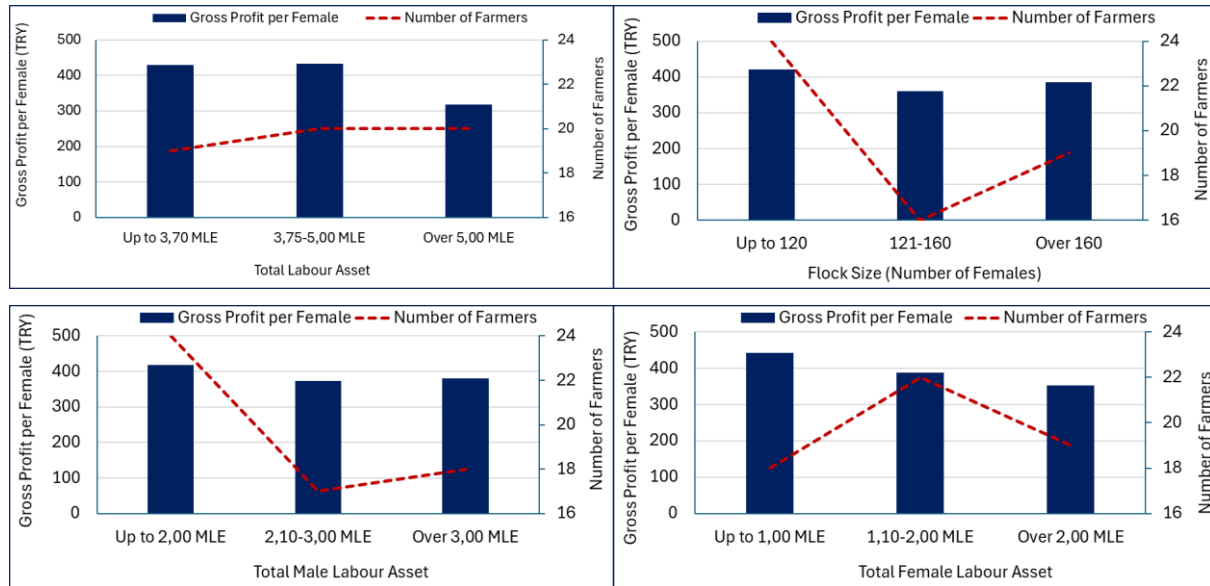 Gross Profit per Female Number of Farmers
Gross Profit per Female (TRY)
500
400
300
200
100
0
24
22
20
18
16
Number of Farmers
Up to 3,70 MLE 3,75-5,00 MLE Over 5,00 MLE
Total Labour Asset
Gross Profit per Female Number of Farmers
Gross Profit per Female (TRY)
500
400
300
200
100
0
24
22
20
18
16
Number of Farmers
Up to 120 121-160 Over 160
Flock Size (Number of Females)
Gross Profit per Female Number of Farmers
Gross Profit per Female (TRY)
500
400
300
200
100
0
24
22
20
18
16
Number of Farmers
Up to 2,00 MLE 2,10-3,00 MLE Over 3,00 MLE
Total Male Labour Asset
Gross Profit per Female Number of Farmers
Gross Profit per Female (TRY)
500
400
300
200
100
0
24
22
20
18
16
Number of Farmers
Up to 1,00 MLE 1,10-2,00 MLE Over 2,00 MLE
Total Female Labour Asset